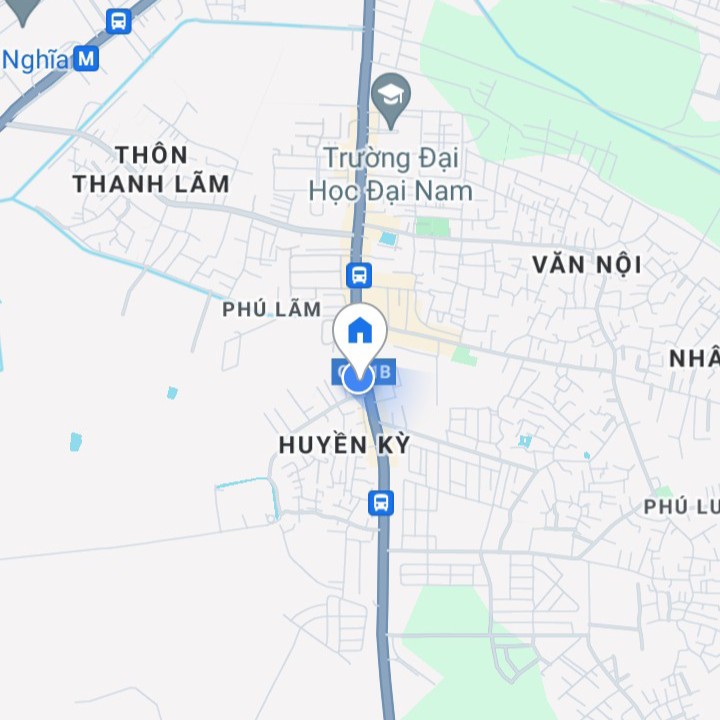 Nghĩa
M
THÔN
THANH LÃM
Trường Đại
Học Đại Nam
VĂN NỘI
PHÚ LÃM
NHÂ
HUYỀN KỲ
PHÚ LƯ